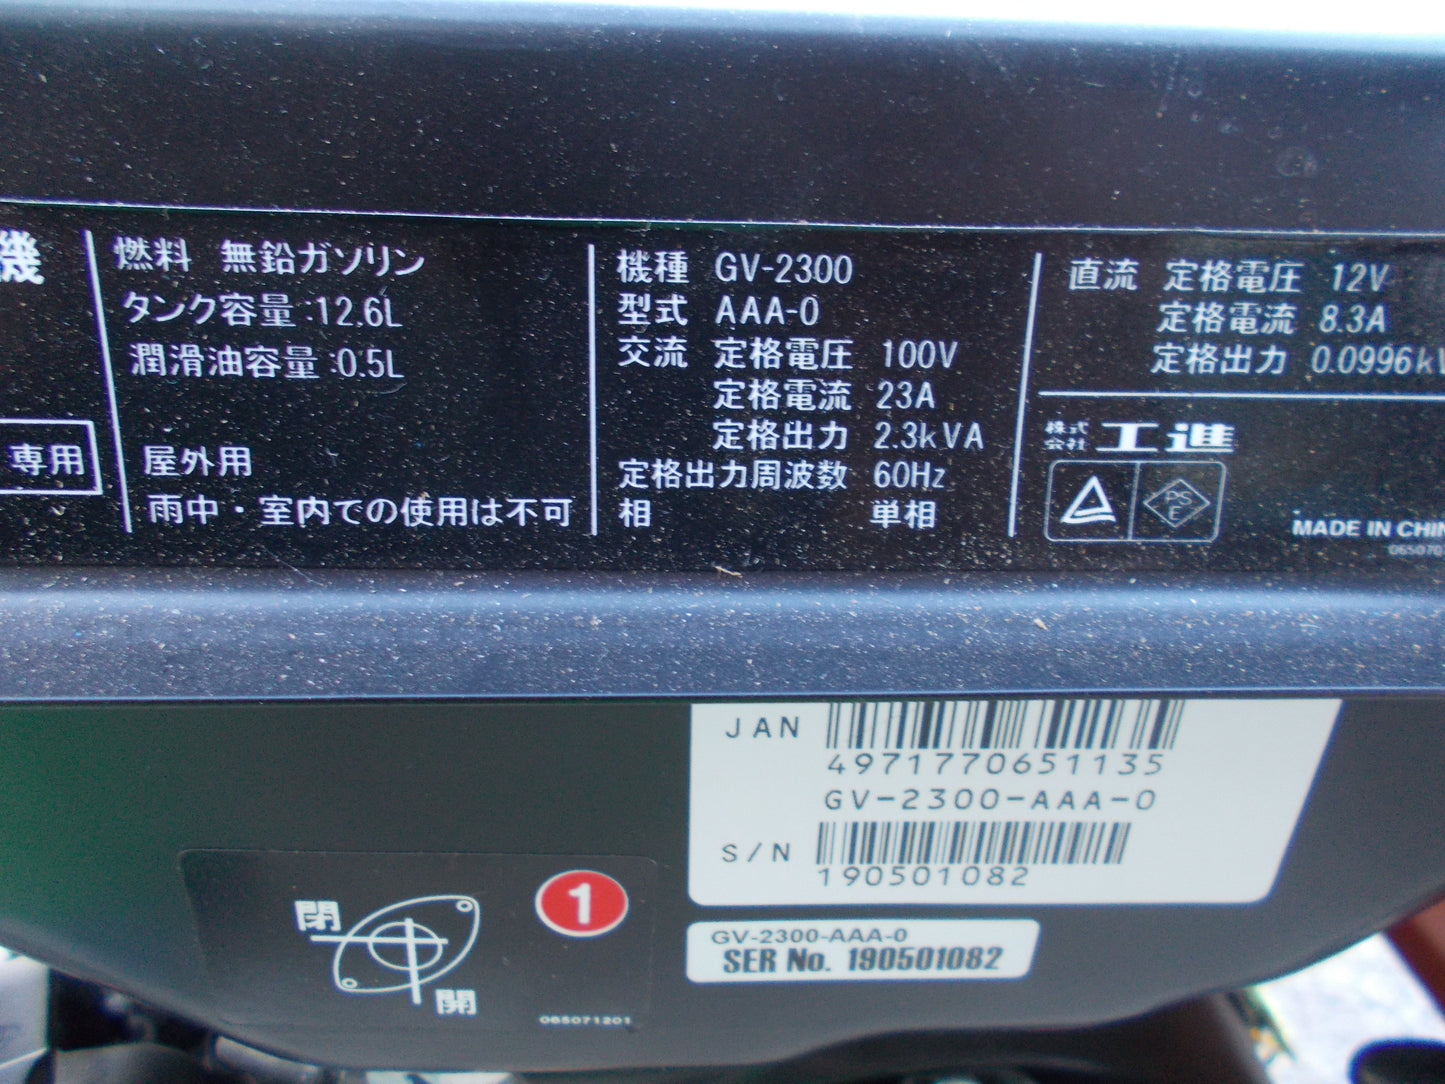 機
専用
燃料 無鉛ガソリン
タンク容量:12.6L
潤滑油容量:0.5L
屋外用
雨中・室内での使用は不可
機種 GV-2300
型式 AAA-0
交流 定格電圧 100V
定格電流 23A
定格出力 2.3kVA
定格出力周波数 60Hz
相 単相
直流 定格電圧 12V
定格電流 8.3A
定格出力 0.0996k
株式会社 工進
PS
E
MADE IN CHIN
065070
JAN
4971770651135
GV-2300-AAA-0
S/N
190501082
GV-2300-AAA-0
SER No. 190501082
閉
開
1
065071201